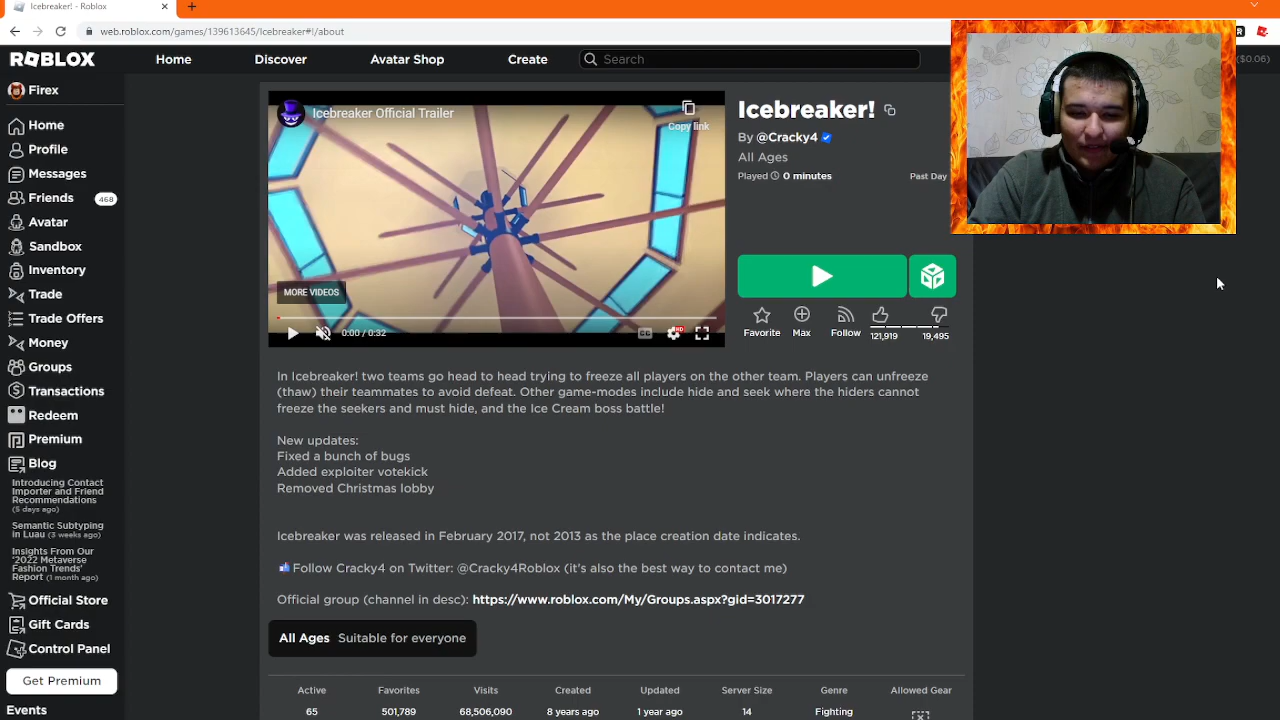 Icebreaker! - Roblox
web.roblox.com/games/139613645/Icebreaker#!/about
ROBLOX
Home
Discover
Avatar Shop
Create
Search
($0.06)
Firex
Home
Profile
Messages
Friends 468
Avatar
Sandbox
Inventory
Trade
Trade Offers
Money
Groups
Transactions
Redeem
Premium
Blog
Introducing Contact
Importer and Friend
Recommendations
(5 days ago)
Semantic Subtyping
in Luau (3 weeks ago)
Insights From Our
'2022 Metaverse
Fashion Trends'
Report (1 month ago)
Official Store
Gift Cards
Control Panel
Get Premium
Events
Icebreaker Official Trailer
Copy link
MORE VIDEOS
0:00 / 0:32
CC
HD
Icebreaker!
By @Cracky4
All Ages
Played 0 minutes
Past Day
Favorite
Max
Follow
121,919
19,495
In Icebreaker! two teams go head to head trying to freeze all players on the other team. Players can unfreeze
(thaw) their teammates to avoid defeat. Other game-modes include hide and seek where the hiders cannot
freeze the seekers and must hide, and the Ice Cream boss battle!
New updates:
Fixed a bunch of bugs
Added exploiter votekick
Removed Christmas lobby
Icebreaker was released in February 2017, not 2013 as the place creation date indicates.
Follow Cracky4 on Twitter: @Cracky4Roblox (it's also the best way to contact me)
Official group (channel in desc): https://www.roblox.com/My/Groups.aspx?gid=3017277
All Ages Suitable for everyone
Active Favorites Visits Created Updated Server Size Genre Allowed Gear
65 501,789 68,506,090 8 years ago 1 year ago 14 Fighting